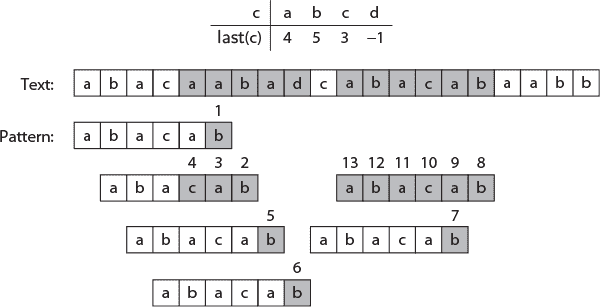 c a b c d
last(c) 4 5 3 −1
Text: a b a c a a b a d c a b a c a b a a b b
1
Pattern: a b a c a b
4 3 2 13 12 11 10 9 8
a b a c a b a b a c a b
5 7
a b a c a b a b a c a b
6
a b a c a b